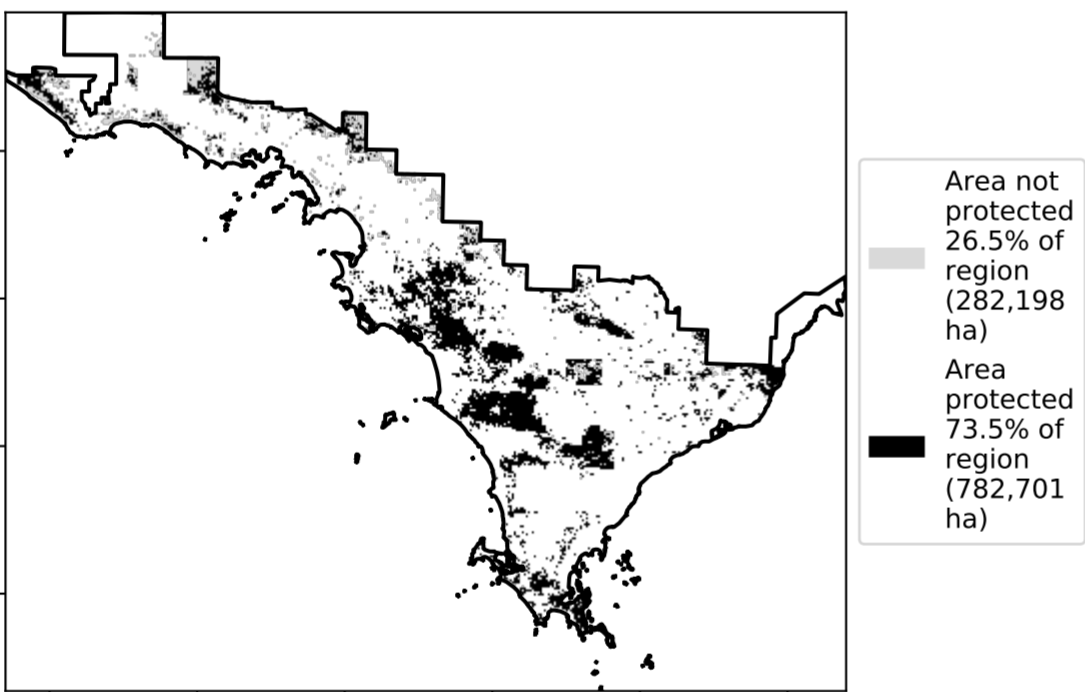 Area not
protected
26.5% of
region
(282,198
ha)
Area
protected
73.5% of
region
(782,701
ha)